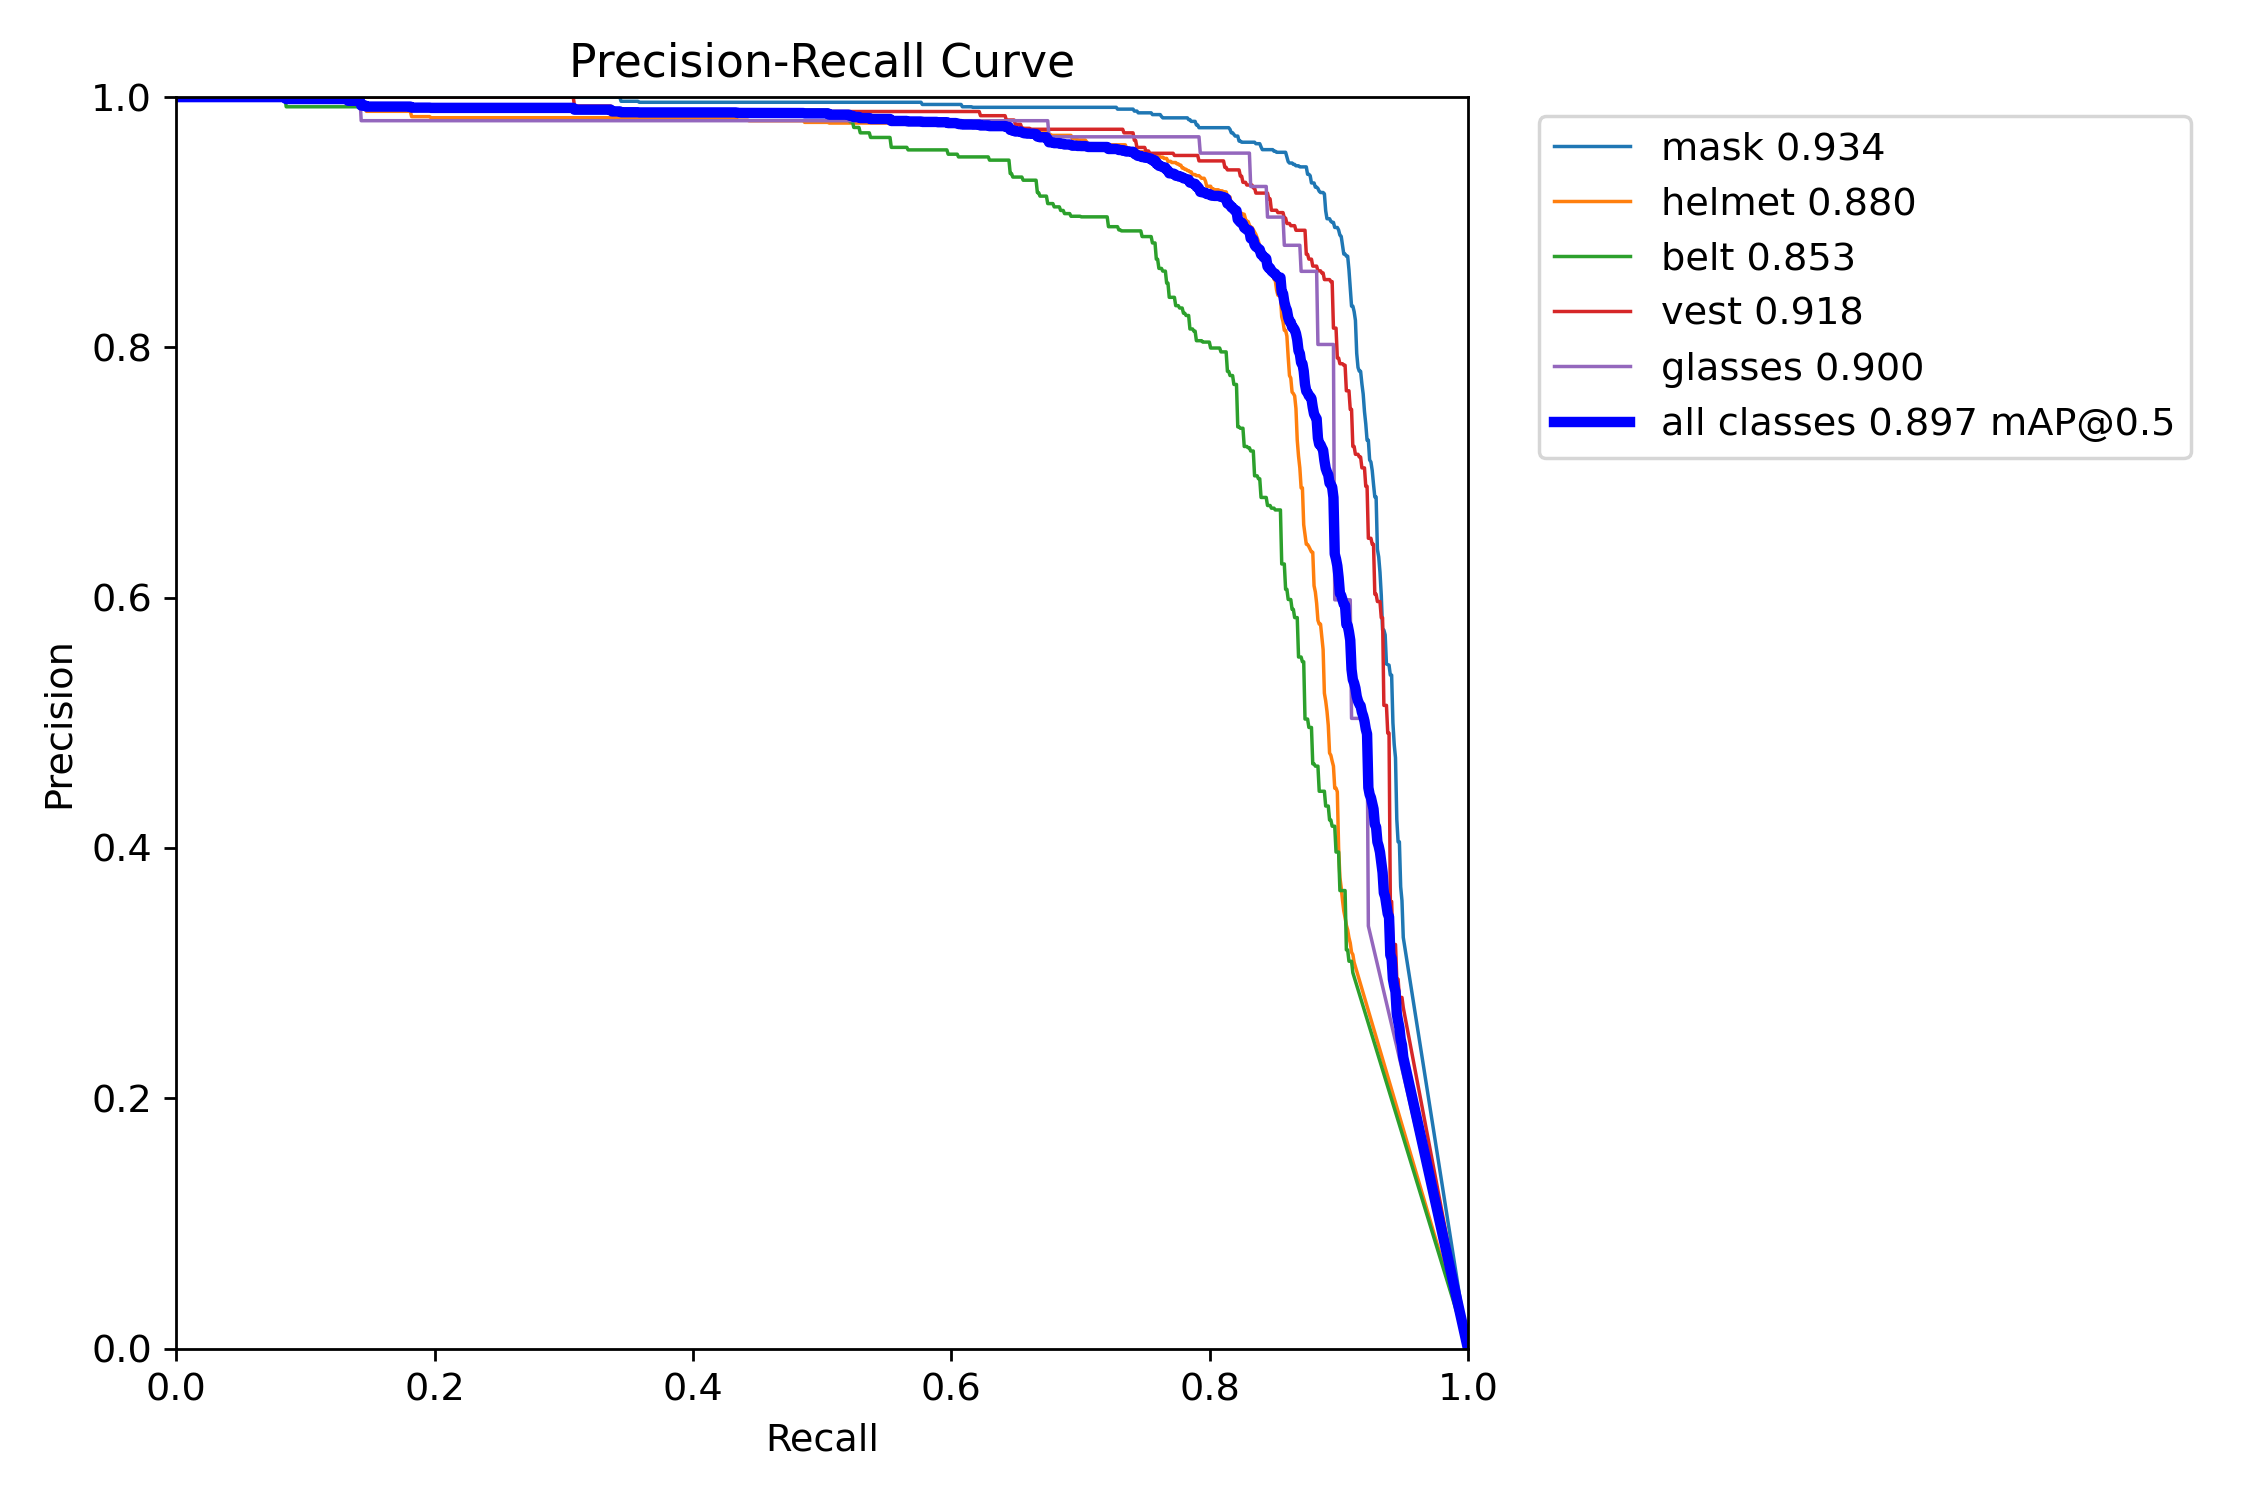 Precision-Recall Curve
1.0
0.8
0.6
0.4
0.2
0.0
Precision
0.0 0.2 0.4 0.6 0.8 1.0
Recall
mask 0.934
helmet 0.880
belt 0.853
vest 0.918
glasses 0.900
all classes 0.897 mAP@0.5